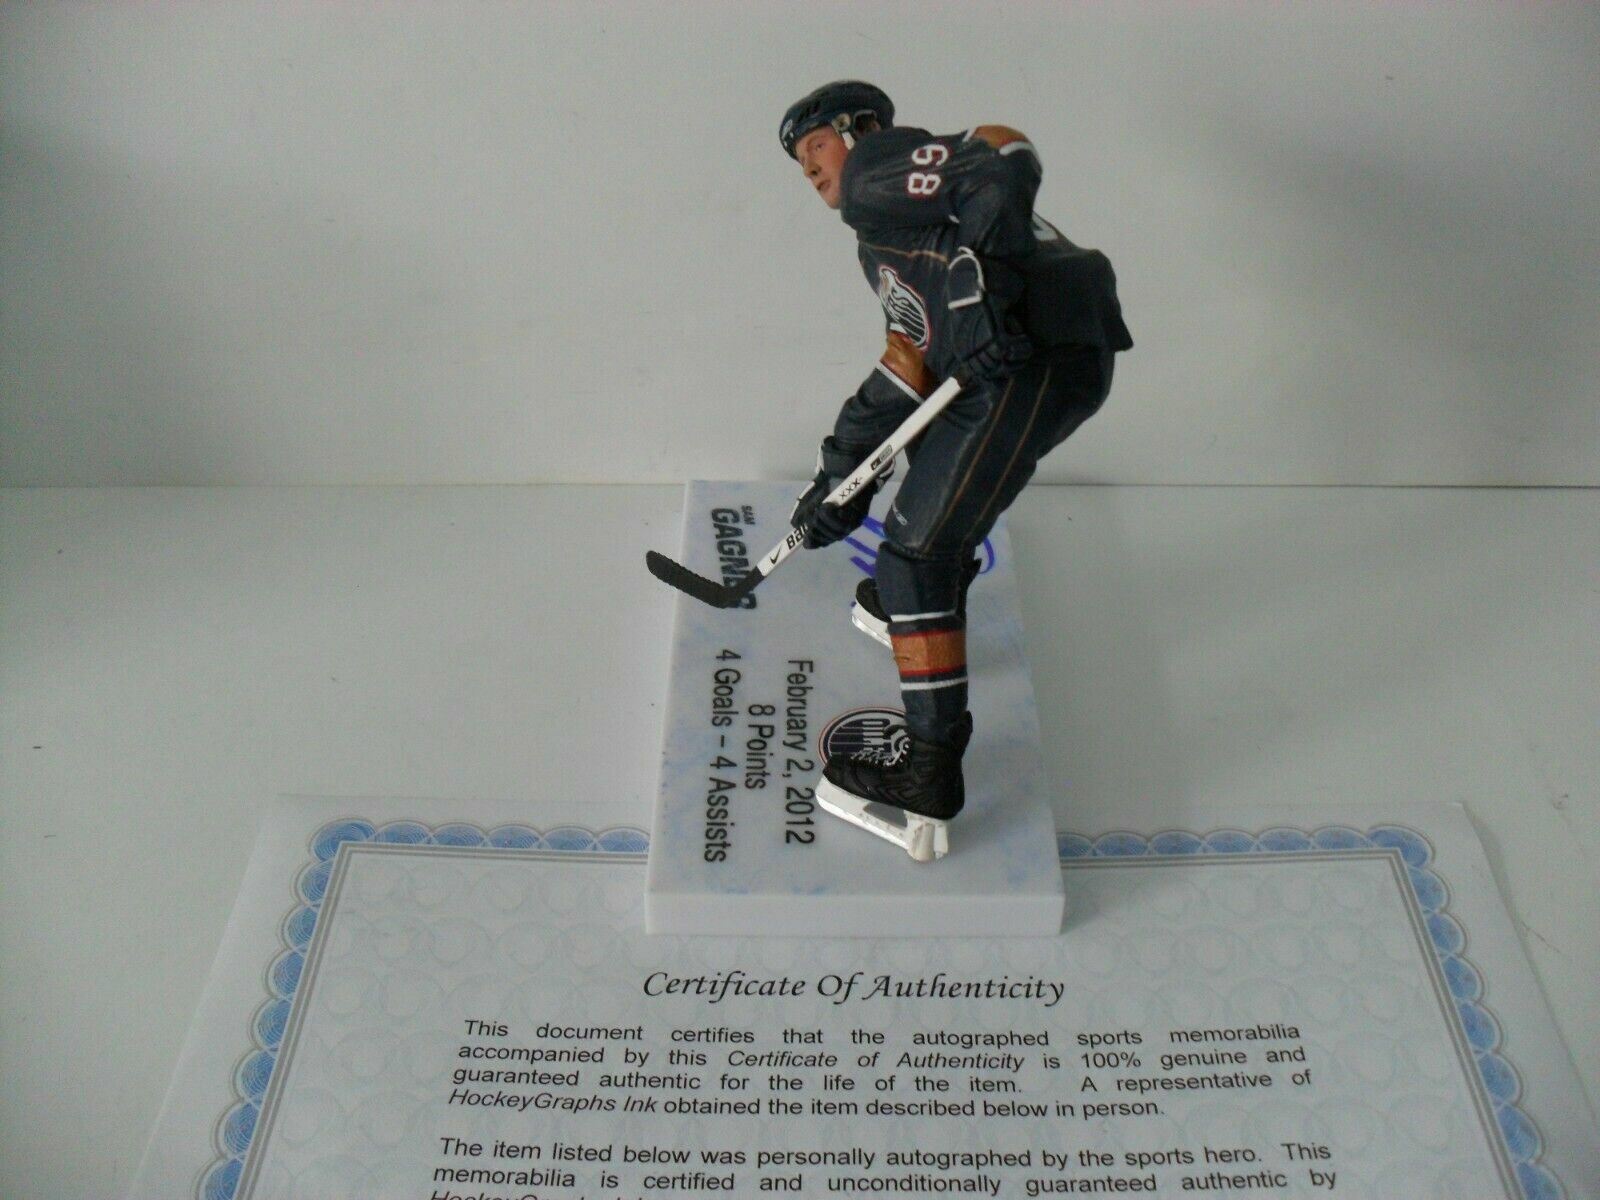 89
XXX
SAM
GAGNER
February 2, 2012
8 Points
4 Goals – 4 Assists
Certificate Of Authenticity
This document certifies that the autographed sports memorabilia
accompanied by this Certificate of Authenticity is 100% genuine and
guaranteed authentic for the life of the item. A representative of
HockeyGraphs Ink obtained the item described below in person.
The item listed below was personally autographed by the sports hero. This
memorabilia is certified and unconditionally guaranteed authentic by